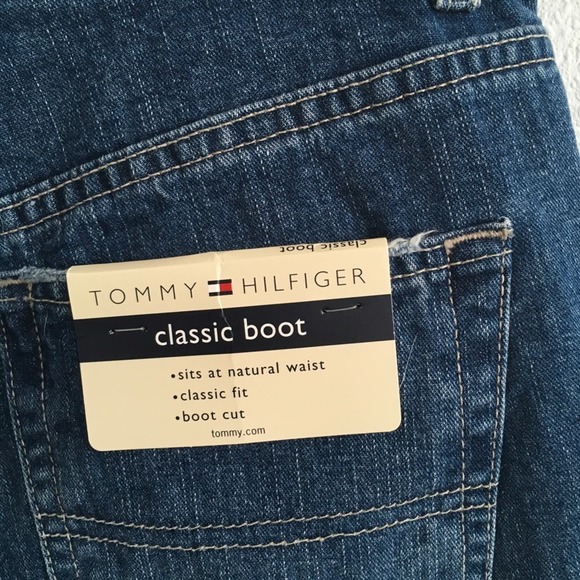 classic boot
TOMMY HILFIGER
classic boot
•sits at natural waist
•classic fit
•boot cut
tommy.com